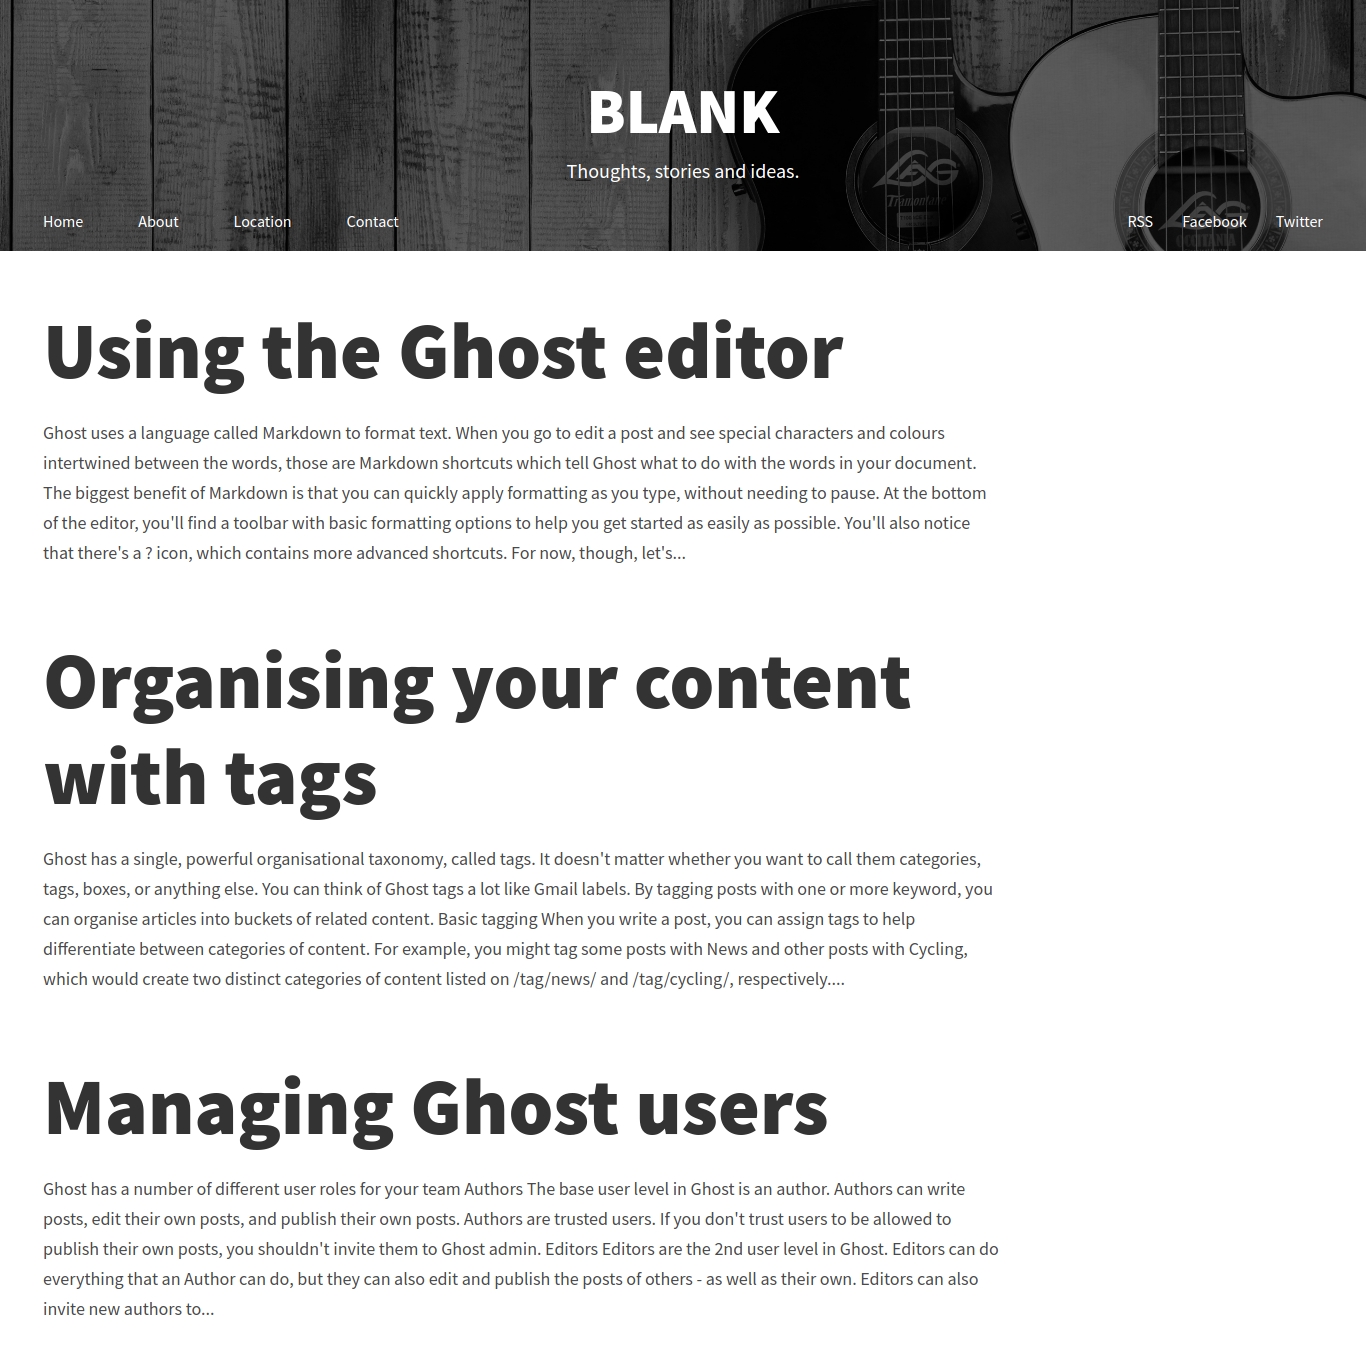 BLANK
Thoughts, stories and ideas.
Home About Location Contact RSS Facebook Twitter
Using the Ghost editor
Ghost uses a language called Markdown to format text. When you go to edit a post and see special characters and colours
intertwined between the words, those are Markdown shortcuts which tell Ghost what to do with the words in your document.
The biggest benefit of Markdown is that you can quickly apply formatting as you type, without needing to pause. At the bottom
of the editor, you'll find a toolbar with basic formatting options to help you get started as easily as possible. You'll also notice
that there's a ? icon, which contains more advanced shortcuts. For now, though, let's...
Organising your content
with tags
Ghost has a single, powerful organisational taxonomy, called tags. It doesn't matter whether you want to call them categories,
tags, boxes, or anything else. You can think of Ghost tags a lot like Gmail labels. By tagging posts with one or more keyword, you
can organise articles into buckets of related content. Basic tagging When you write a post, you can assign tags to help
differentiate between categories of content. For example, you might tag some posts with News and other posts with Cycling,
which would create two distinct categories of content listed on /tag/news/ and /tag/cycling/, respectively....
Managing Ghost users
Ghost has a number of different user roles for your team Authors The base user level in Ghost is an author. Authors can write
posts, edit their own posts, and publish their own posts. Authors are trusted users. If you don't trust users to be allowed to
publish their own posts, you shouldn't invite them to Ghost admin. Editors Editors are the 2nd user level in Ghost. Editors can do
everything that an Author can do, but they can also edit and publish the posts of others - as well as their own. Editors can also
invite new authors to...